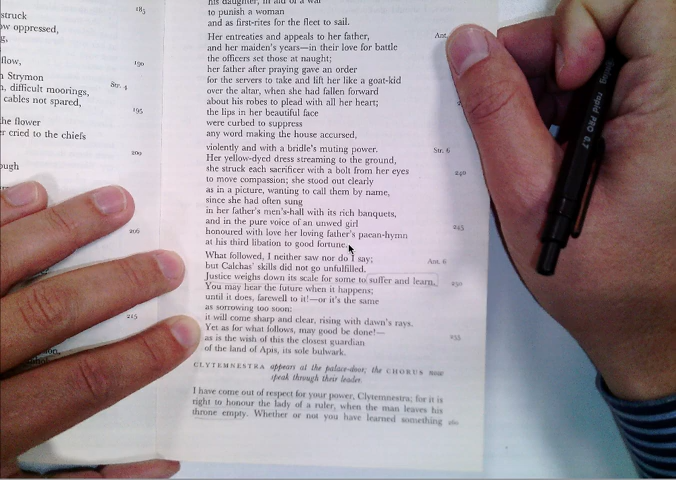 struck
ow oppressed,
flow,
Strymon
difficult moorings,
cables not spared,
the flower
cried to the chiefs
185
190
Str. 4
195
200
206
215
his daughter, in aid of a war
to punish a woman
and as first-rites for the fleet to sail.
Her entreaties and appeals to her father, Ant.
and her maiden's years—in their love for battle
the officers set those at naught;
her father after praying gave an order
for the servers to take and lift her like a goat-kid
over the altar, when she had fallen forward
about his robes to plead with all her heart;
the lips in her beautiful face
were curbed to suppress
any word making the house accursed,
violently and with a bridle's muting power. Str. 6
Her yellow-dyed dress streaming to the ground,
she struck each sacrificer with a bolt from her eyes 240
to move compassion; she stood out clearly
as in a picture, wanting to call them by name,
since she had often sung
in her father's men's-hall with its rich banquets,
and in the pure voice of an unwed girl 245
honoured with love her loving father's paean-hymn
at his third libation to good fortune.
What followed, I neither saw nor do I say; Ant. 6
but Calchas' skills did not go unfulfilled.
Justice weighs down its scale for some to suffer and learn. 250
You may hear the future when it happens;
until it does, farewell to it!—or it's the same
as sorrowing too soon:
it will come sharp and clear, rising with dawn's rays.
Yet as for what follows, may good be done!— 255
as is the wish of this the closest guardian
of the land of Apis, its sole bulwark.
CLYTEMNESTRA appears at the palace-door; the CHORUS now
speak through their leader.
I have come out of respect for your power, Clytemnestra; for it is
right to honour the lady of a ruler, when the man leaves his
throne empty. Whether or not you have learned something 260
rapid PRO 0.7